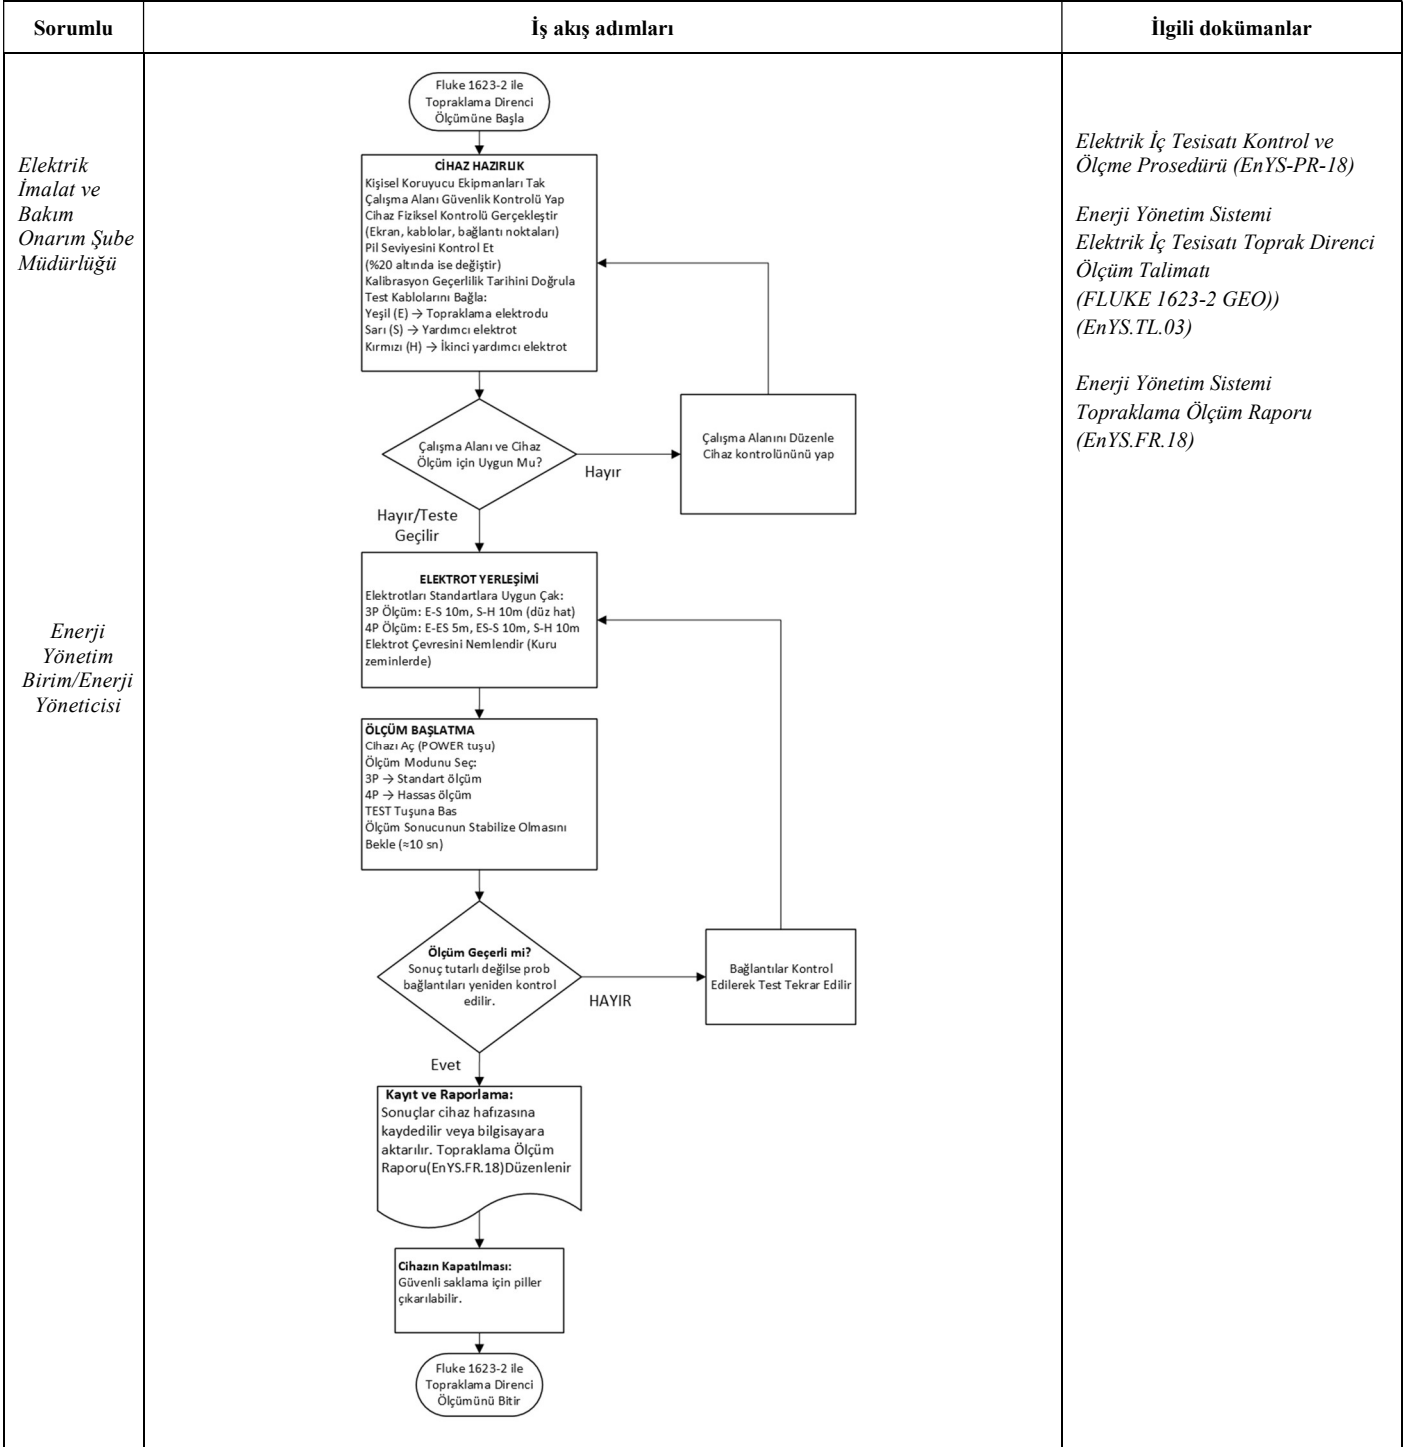 Sorumlu
İş akış adımları
İlgili dokümanlar
Elektrik
İmalat ve
Bakım
Onarım Şube
Müdürlüğü
Enerji
Yönetim
Birim/Enerji
Yöneticisi
Fluke 1623-2 ile
Topraklama Direnci
Ölçümüne Başla
CİHAZ HAZIRLIK
Kişisel Koruyucu Ekipmanları Tak
Çalışma Alanı Güvenlik Kontrolü Yap
Cihaz Fiziksel Kontrolü Gerçekleştir
(Ekran, kablolar, bağlantı noktaları)
Pil Seviyesini Kontrol Et
(%20 altında ise değiştir)
Kalibrasyon Geçerlilik Tarihini Doğrula
Test Kablolarını Bağla:
Yeşil (E) → Topraklama elektrodu
Sarı (S) → Yardımcı elektrot
Kırmızı (H) → İkinci yardımcı elektrot
Çalışma Alanı ve Cihaz
Ölçüm için Uygun Mu?
Hayır
Çalışma Alanını Düzenle
Cihaz kontrolününü yap
Hayır/Teste
Geçilir
ELEKTROT YERLEŞİMİ
Elektrotları Standartlara Uygun Çak:
3P Ölçüm: E-S 10m, S-H 10m (düz hat)
4P Ölçüm: E-ES 5m, ES-S 10m, S-H 10m
Elektrot Çevresini Nemlendir (Kuru
zeminlerde)
ÖLÇÜM BAŞLATMA
Cihazı Aç (POWER tuşu)
Ölçüm Modunu Seç:
3P → Standart ölçüm
4P → Hassas ölçüm
TEST Tuşuna Bas
Ölçüm Sonucunun Stabilize Olmasını
Bekle (≈10 sn)
Ölçüm Geçerli mi?
Sonuç tutarlı değilse prob
bağlantıları yeniden kontrol
edilir.
HAYIR
Bağlantılar Kontrol
Edilerek Test Tekrar Edilir
Evet
Kayıt ve Raporlama:
Sonuçlar cihaz hafızasına
kaydedilir veya bilgisayara
aktarılır. Topraklama Ölçüm
Raporu(EnYS.FR.18)Düzenlenir
Cihazın Kapatılması:
Güvenli saklama için piller
çıkarılabilir.
Fluke 1623-2 ile
Topraklama Direnci
Ölçümünü Bitir
Elektrik İç Tesisatı Kontrol ve
Ölçme Prosedürü (EnYS-PR-18)
Enerji Yönetim Sistemi
Elektrik İç Tesisatı Toprak Direnci
Ölçüm Talimatı
(FLUKE 1623-2 GEO))
(EnYS.TL.03)
Enerji Yönetim Sistemi
Topraklama Ölçüm Raporu
(EnYS.FR.18)